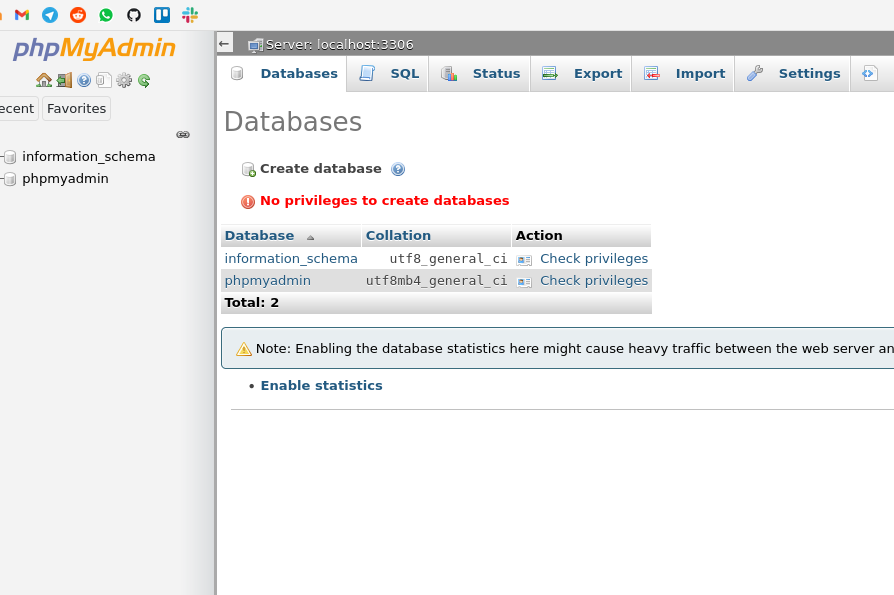 phpMyAdmin
ecent Favorites
information_schema
phpmyadmin
← Server: localhost:3306
Databases SQL Status Export Import Settings
Databases
Create database
No privileges to create databases
Database Collation Action
information_schema utf8_general_ci Check privileges
phpmyadmin utf8mb4_general_ci Check privileges
Total: 2
Note: Enabling the database statistics here might cause heavy traffic between the web server an
• Enable statistics